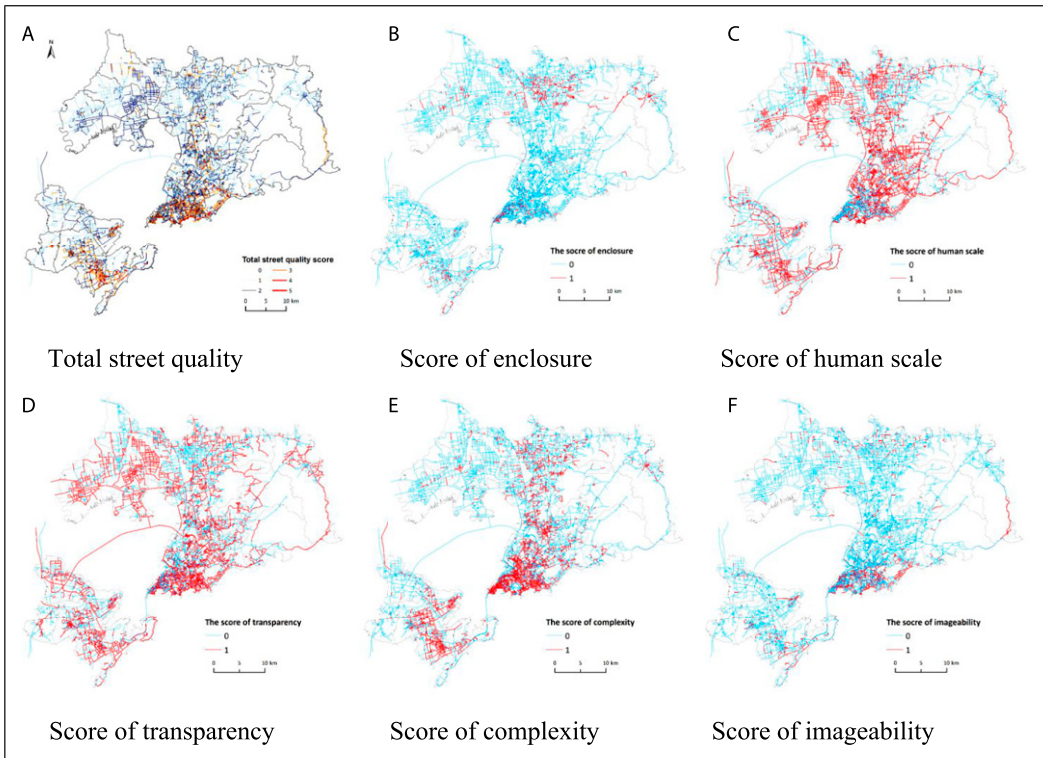 A
N
Total street quality score
0 3
1 4
2 5
0 5 10 km
Total street quality
B
The socre of enclosure
0
1
0 5 10 km
Score of enclosure
C
The socre of human scale
0
1
0 5 10 km
Score of human scale
D
The score of transparency
0
1
0 5 10 km
Score of transparency
E
The score of complexity
0
1
0 5 10 km
Score of complexity
F
The socre of imageability
0
1
0 5 10 km
Score of imageability